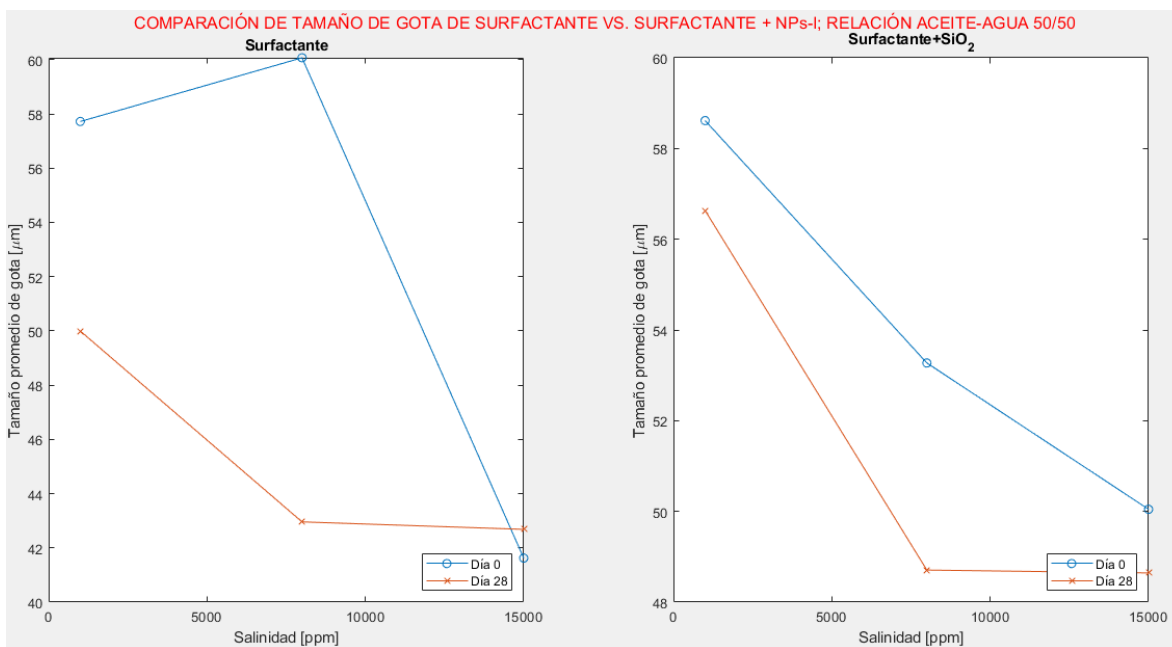 COMPARACIÓN DE TAMAÑO DE GOTA DE SURFACTANTE VS. SURFACTANTE + NPs-I; RELACIÓN ACEITE-AGUA 50/50
Surfactante
60
58
56
54
52
50
48
46
44
42
40
Tamaño promedio de gota [μm]
0
5000
10000
15000
Salinidad [ppm]
Día 0
Día 28
Surfactante+SiO2
60
58
56
54
52
50
48
Tamaño promedio de gota [μm]
0
5000
10000
15000
Salinidad [ppm]
Día 0
Día 28